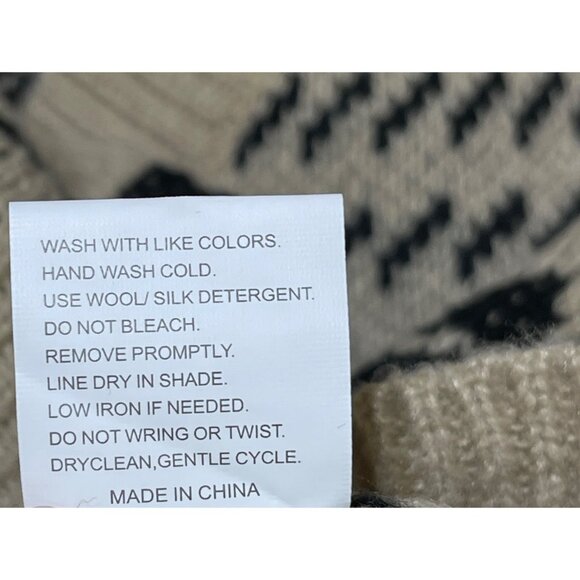 WASH WITH LIKE COLORS.
HAND WASH COLD.
USE WOOL/ SILK DETERGENT.
DO NOT BLEACH.
REMOVE PROMPTLY.
LINE DRY IN SHADE.
LOW IRON IF NEEDED.
DO NOT WRING OR TWIST.
DRYCLEAN,GENTLE CYCLE.
MADE IN CHINA